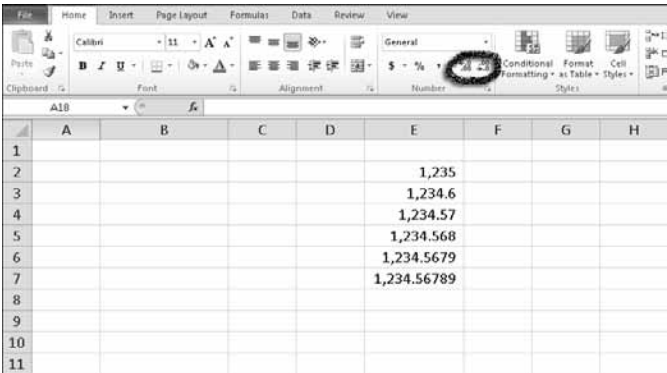 File Home Insert Page Layout Formulas Data Review View
Calibri 11 A A General
Paste B I U A $ % , .00 Conditional Format Cell
Formatting as Table Styles
Clipboard Font Alignment Number Styles
A18 fx
A B C D E F G H
1
2 1,235
3 1,234.6
4 1,234.57
5 1,234.568
6 1,234.5679
7 1,234.56789
8
9
10
11